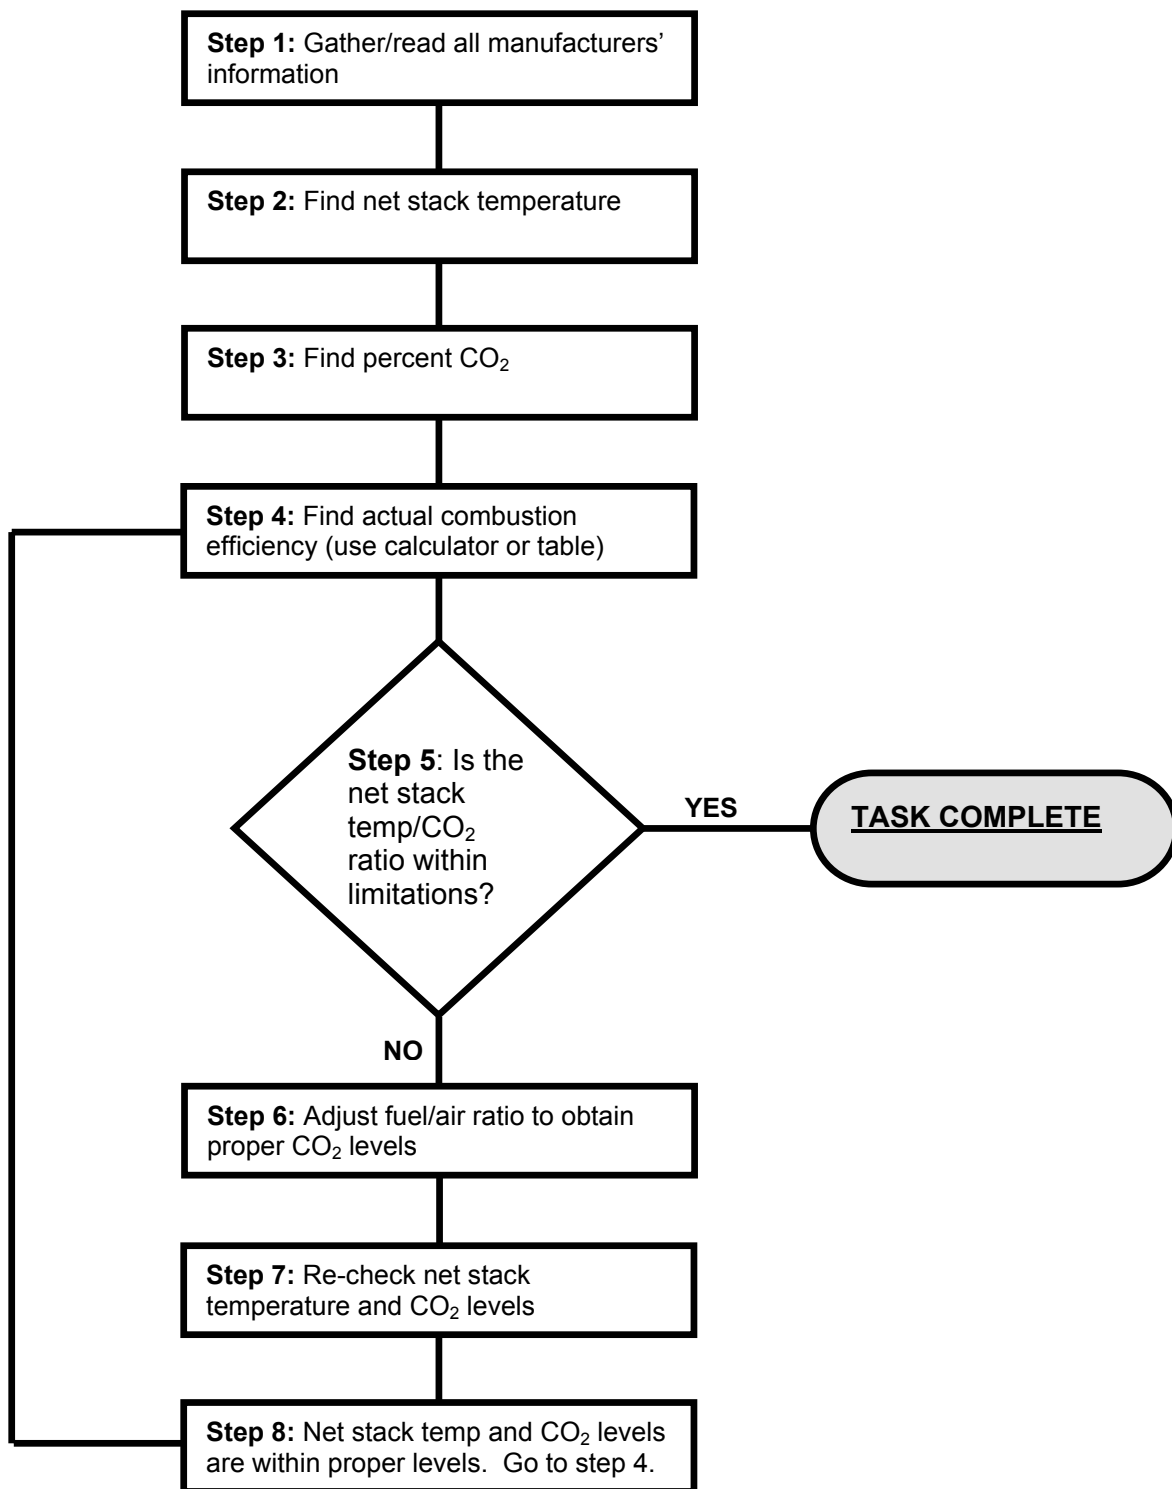 Step 1: Gather/read all manufacturers’
information
Step 2: Find net stack temperature
Step 3: Find percent CO₂
Step 4: Find actual combustion
efficiency (use calculator or table)
Step 5: Is the
net stack
temp/CO₂
ratio within
limitations?
YES
TASK COMPLETE
NO
Step 6: Adjust fuel/air ratio to obtain
proper CO₂ levels
Step 7: Re-check net stack
temperature and CO₂ levels
Step 8: Net stack temp and CO₂ levels
are within proper levels.  Go to step 4.